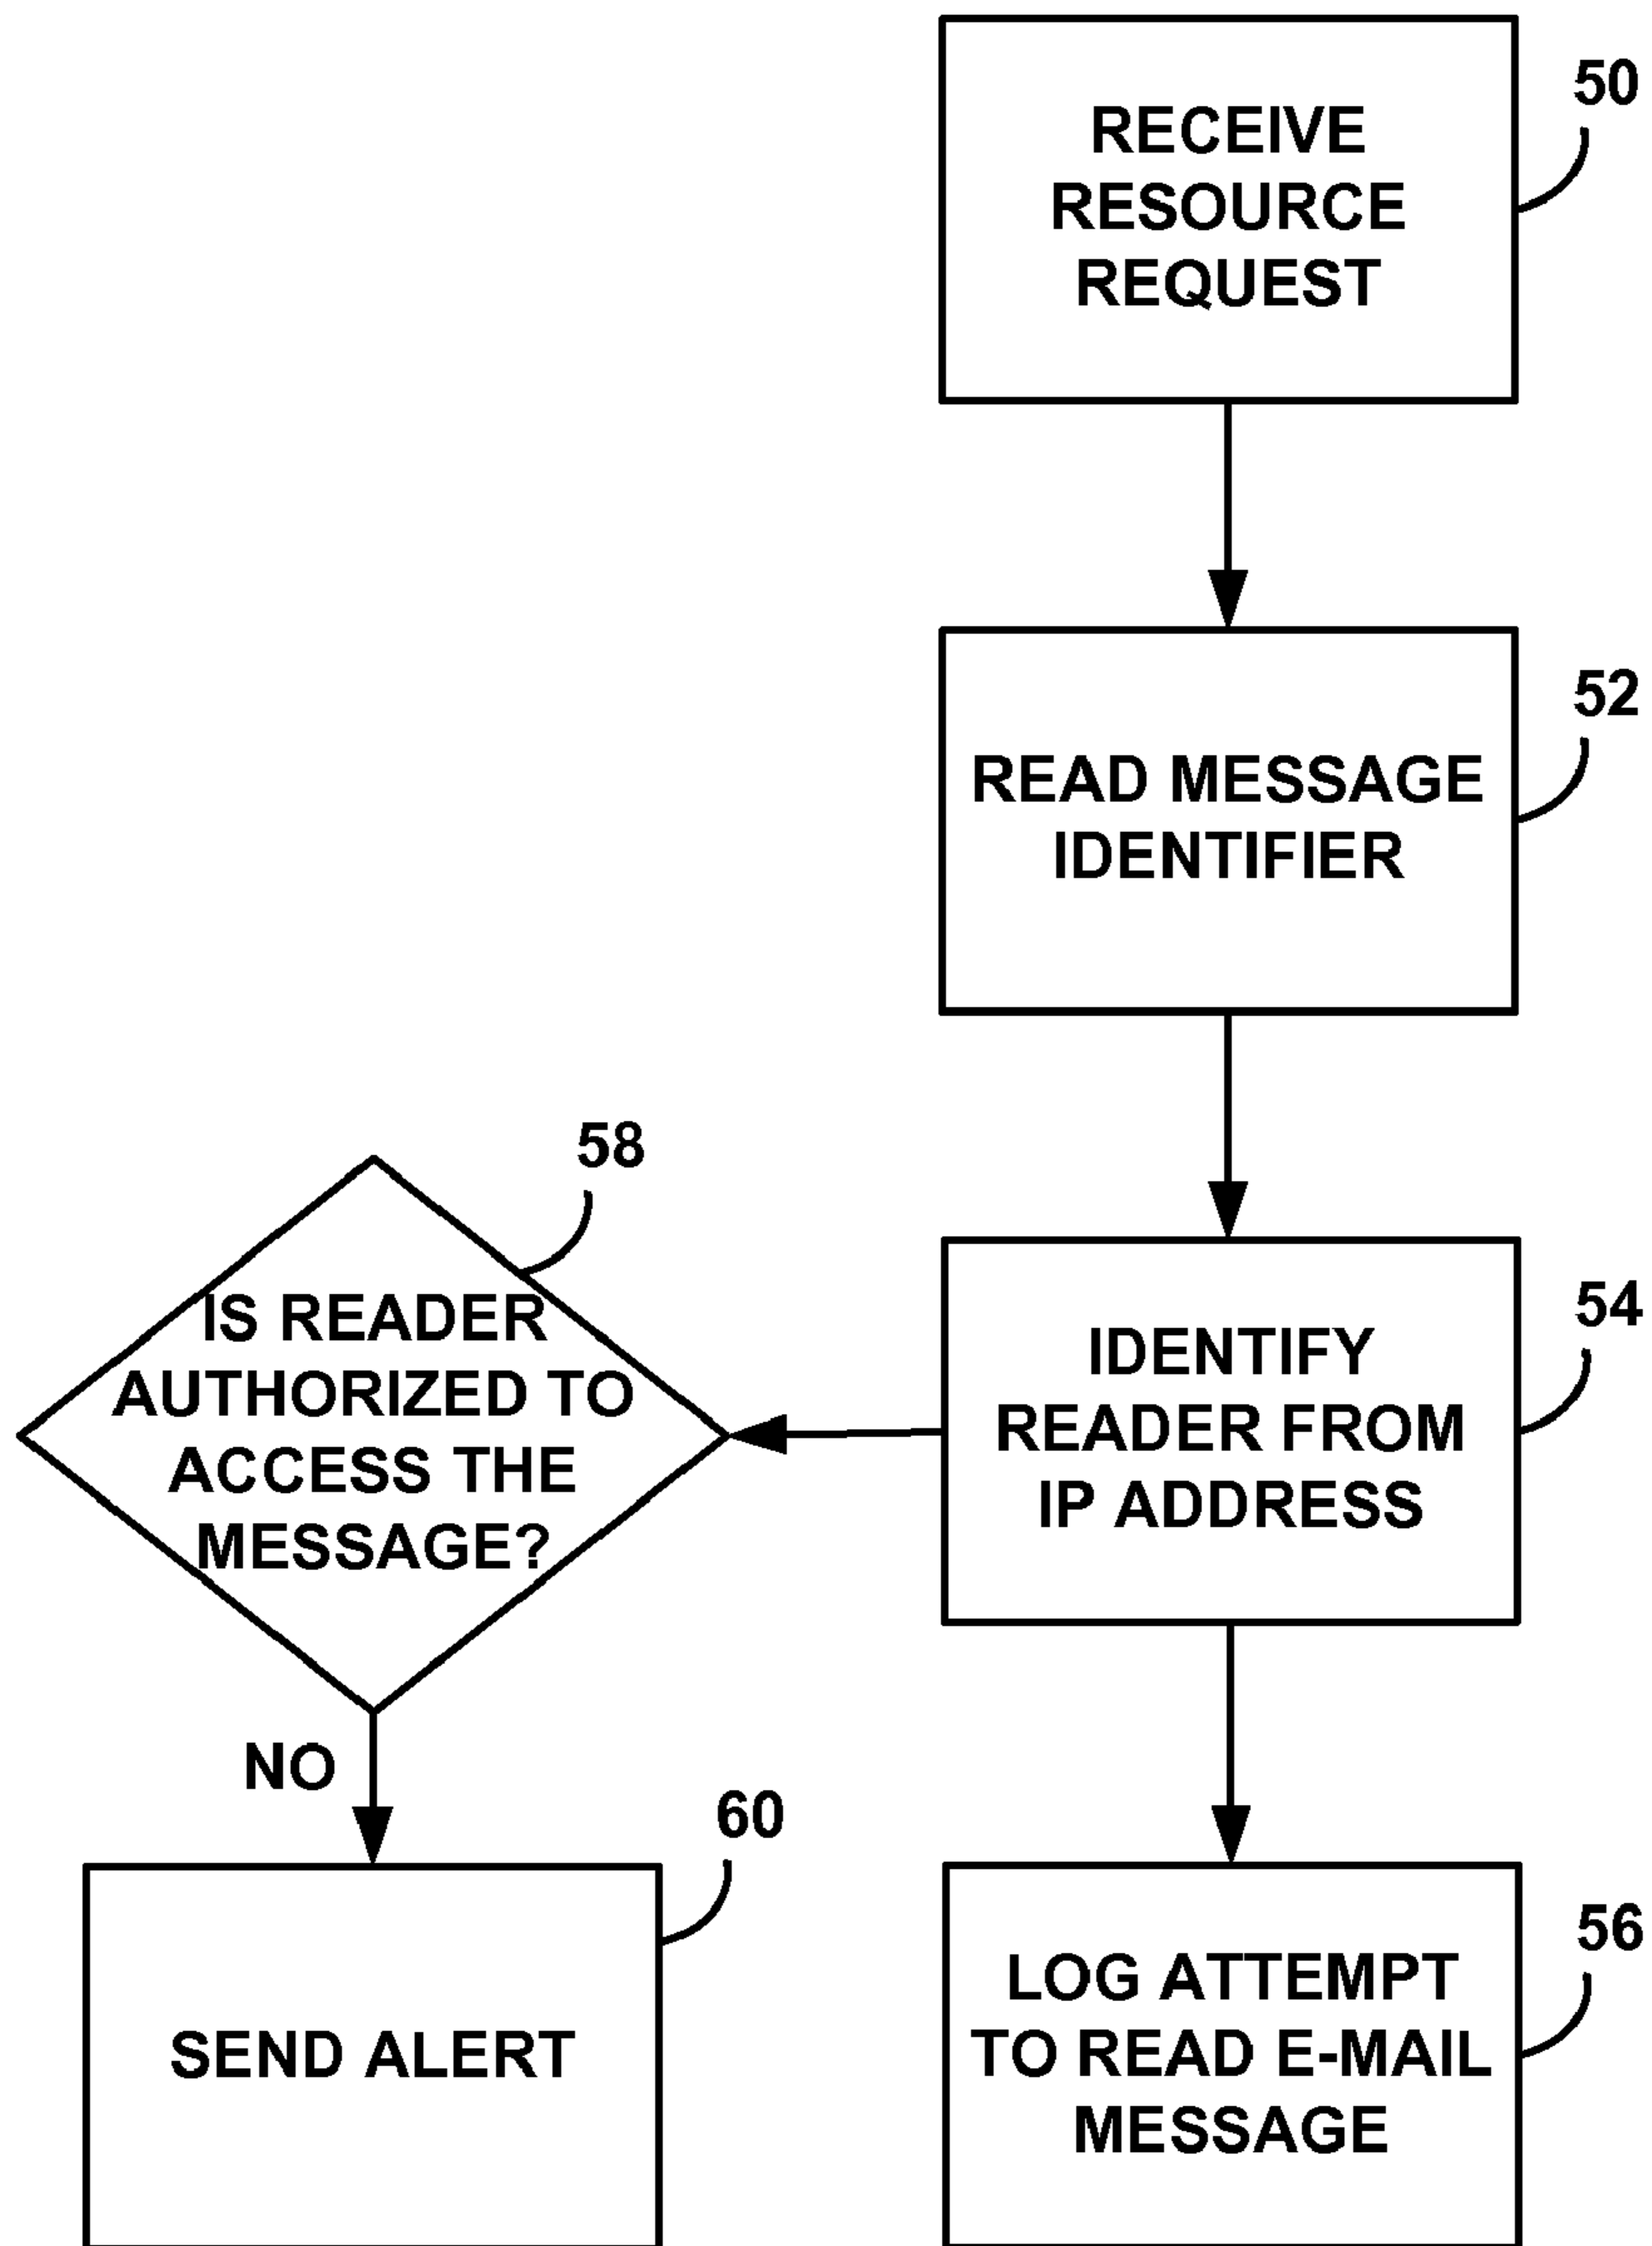 50
RECEIVE
RESOURCE
REQUEST
52
READ MESSAGE
IDENTIFIER
54
IDENTIFY
READER FROM
IP ADDRESS
58
IS READER
AUTHORIZED TO
ACCESS THE
MESSAGE?
NO
60
SEND ALERT
56
LOG ATTEMPT
TO READ E-MAIL
MESSAGE